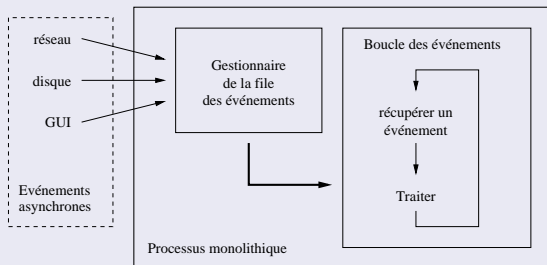 réseau
disque
GUI
Evénements
asynchrones
Gestionnaire
de la file
des événements
Boucle des événements
récupérer un
événement
Traiter
Processus monolithique